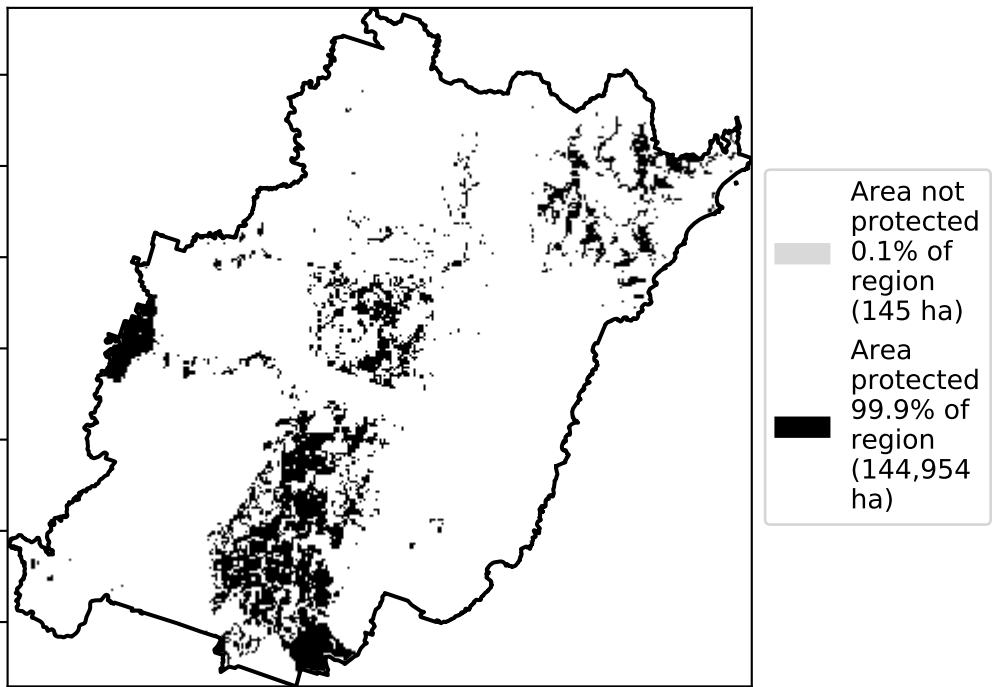 Area not
protected
0.1% of
region
(145 ha)
Area
protected
99.9% of
region
(144,954
ha)